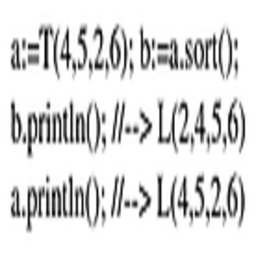 a:=T(4,5,2,6); b:=a.sort();
b.println(); //--> L(2,4,5,6)
a.println(); //--> L(4,5,2,6)